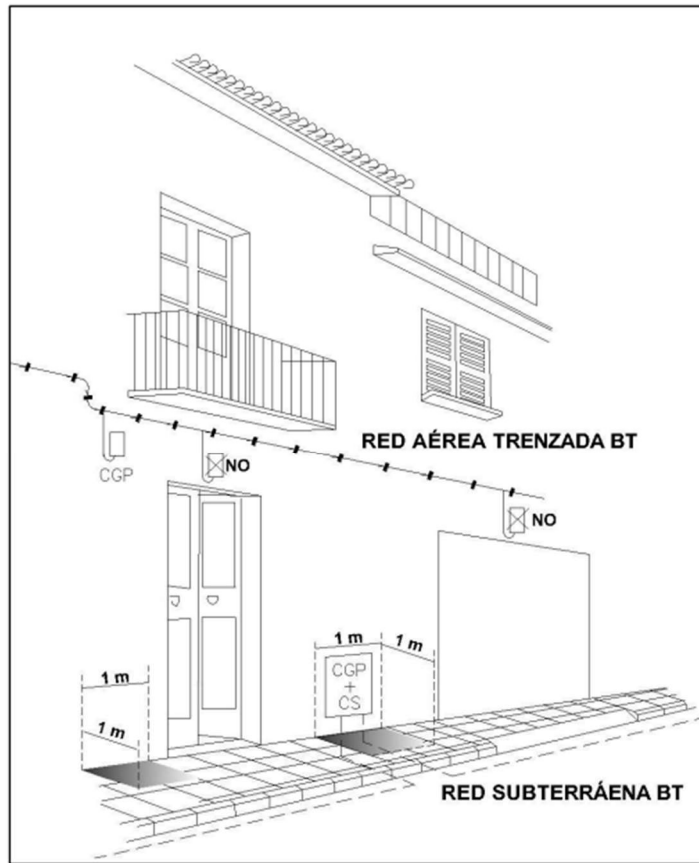 RED AÉREA TRENZADA BT
CGP
NO
NO
1 m
1 m
1 m
1 m
CGP
+
CS
RED SUBTERRÁENA BT